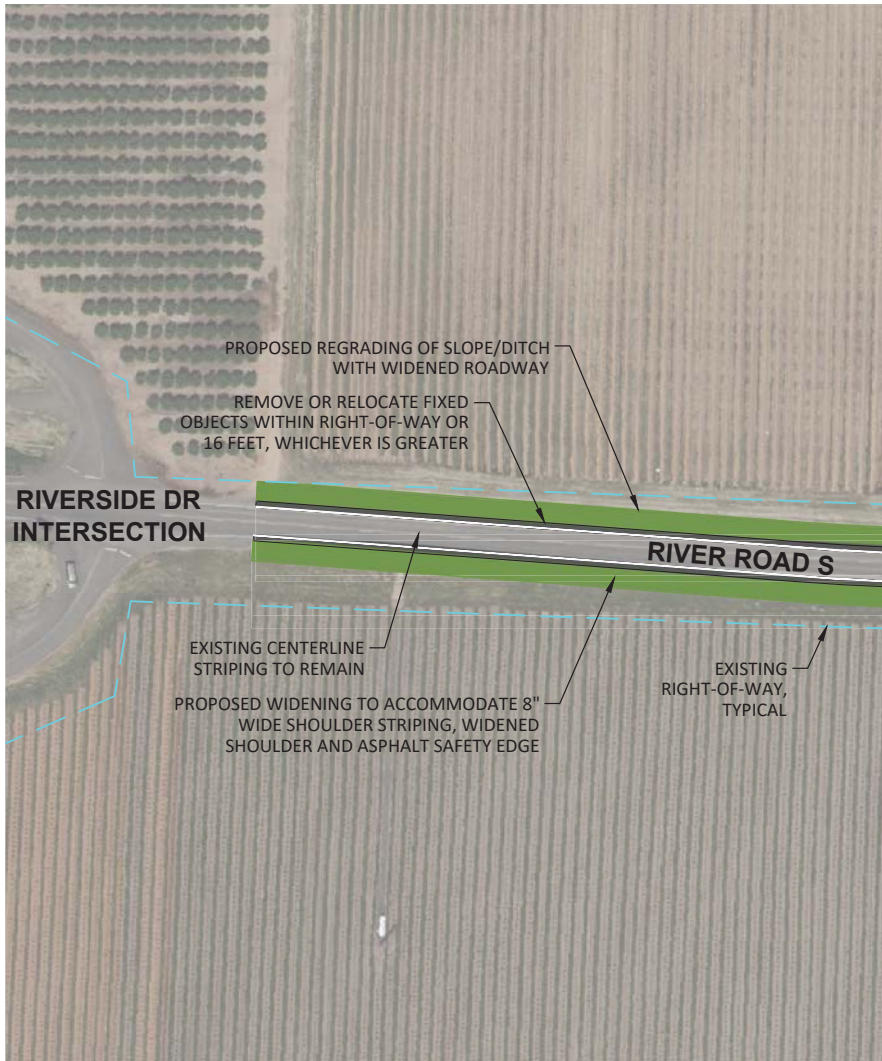 PROPOSED REGRADING OF SLOPE/DITCH
WITH WIDENED ROADWAY
REMOVE OR RELOCATE FIXED
OBJECTS WITHIN RIGHT-OF-WAY OR
16 FEET, WHICHEVER IS GREATER
RIVERSIDE DR
INTERSECTION
RIVER ROAD S
EXISTING CENTERLINE
STRIPING TO REMAIN
PROPOSED WIDENING TO ACCOMMODATE 8"
WIDE SHOULDER STRIPING, WIDENED
SHOULDER AND ASPHALT SAFETY EDGE
EXISTING
RIGHT-OF-WAY,
TYPICAL